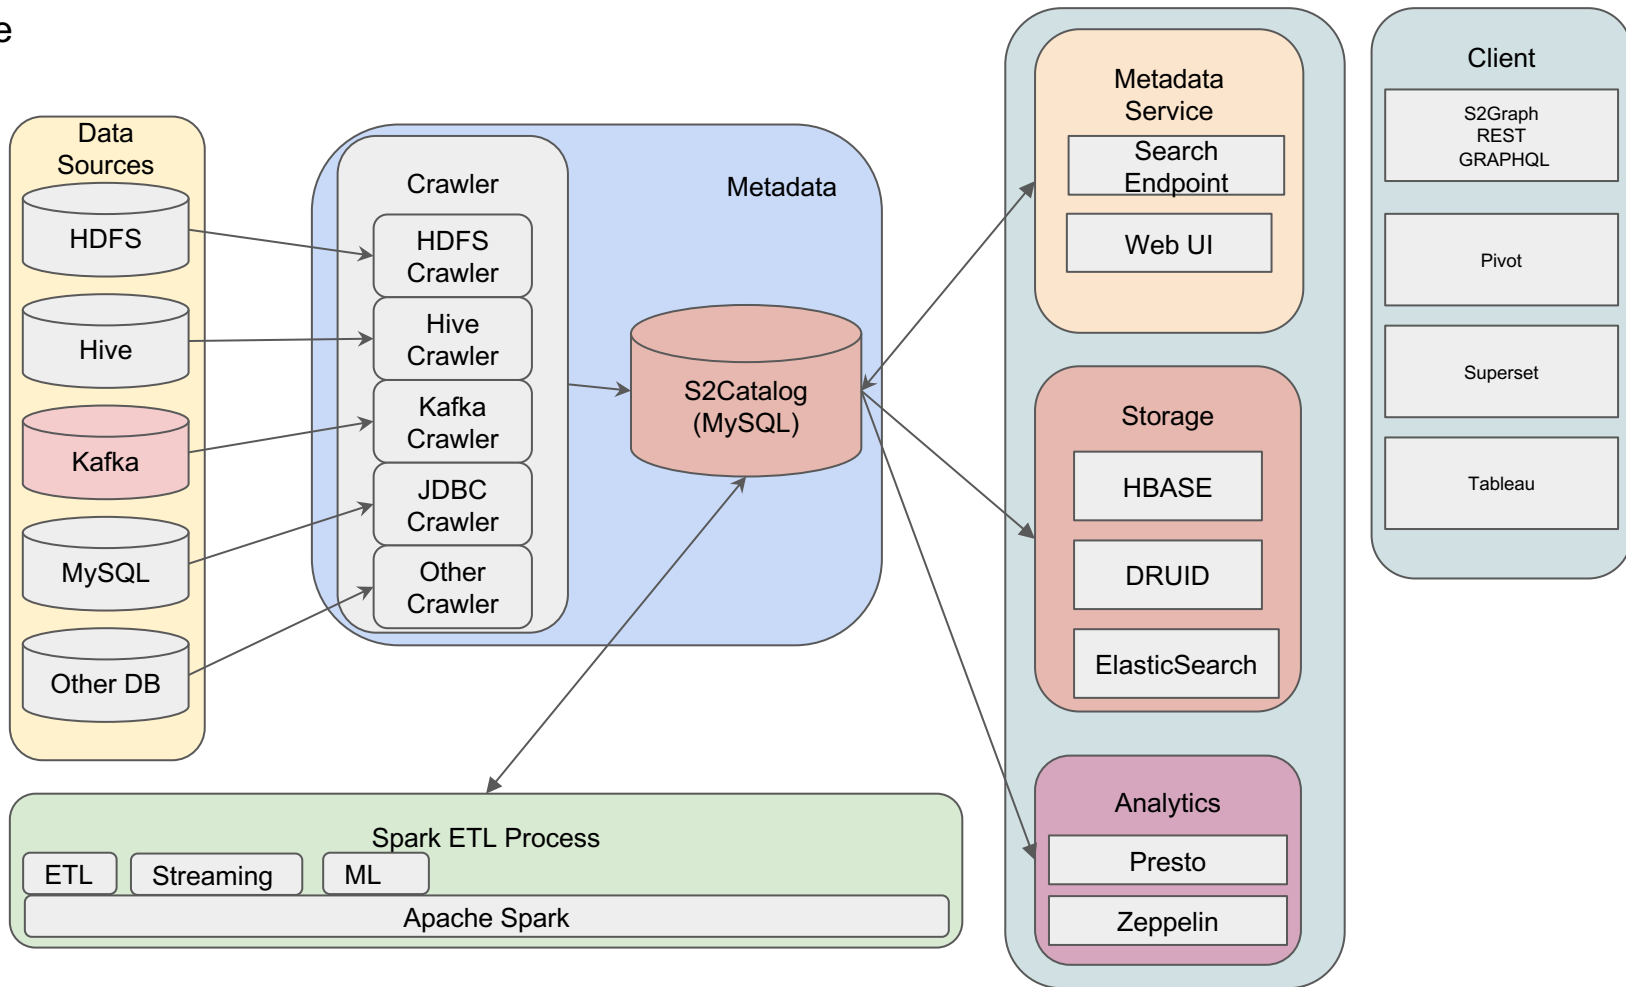 e
Data
Sources
HDFS
Hive
Kafka
MySQL
Other DB
Crawler
HDFS
Crawler
Hive
Crawler
Kafka
Crawler
JDBC
Crawler
Other
Crawler
Metadata
S2Catalog
(MySQL)
Spark ETL Process
ETL
Streaming
ML
Apache Spark
Metadata
Service
Search
Endpoint
Web UI
Storage
HBASE
DRUID
ElasticSearch
Analytics
Presto
Zeppelin
Client
S2Graph
REST
GRAPHQL
Pivot
Superset
Tableau